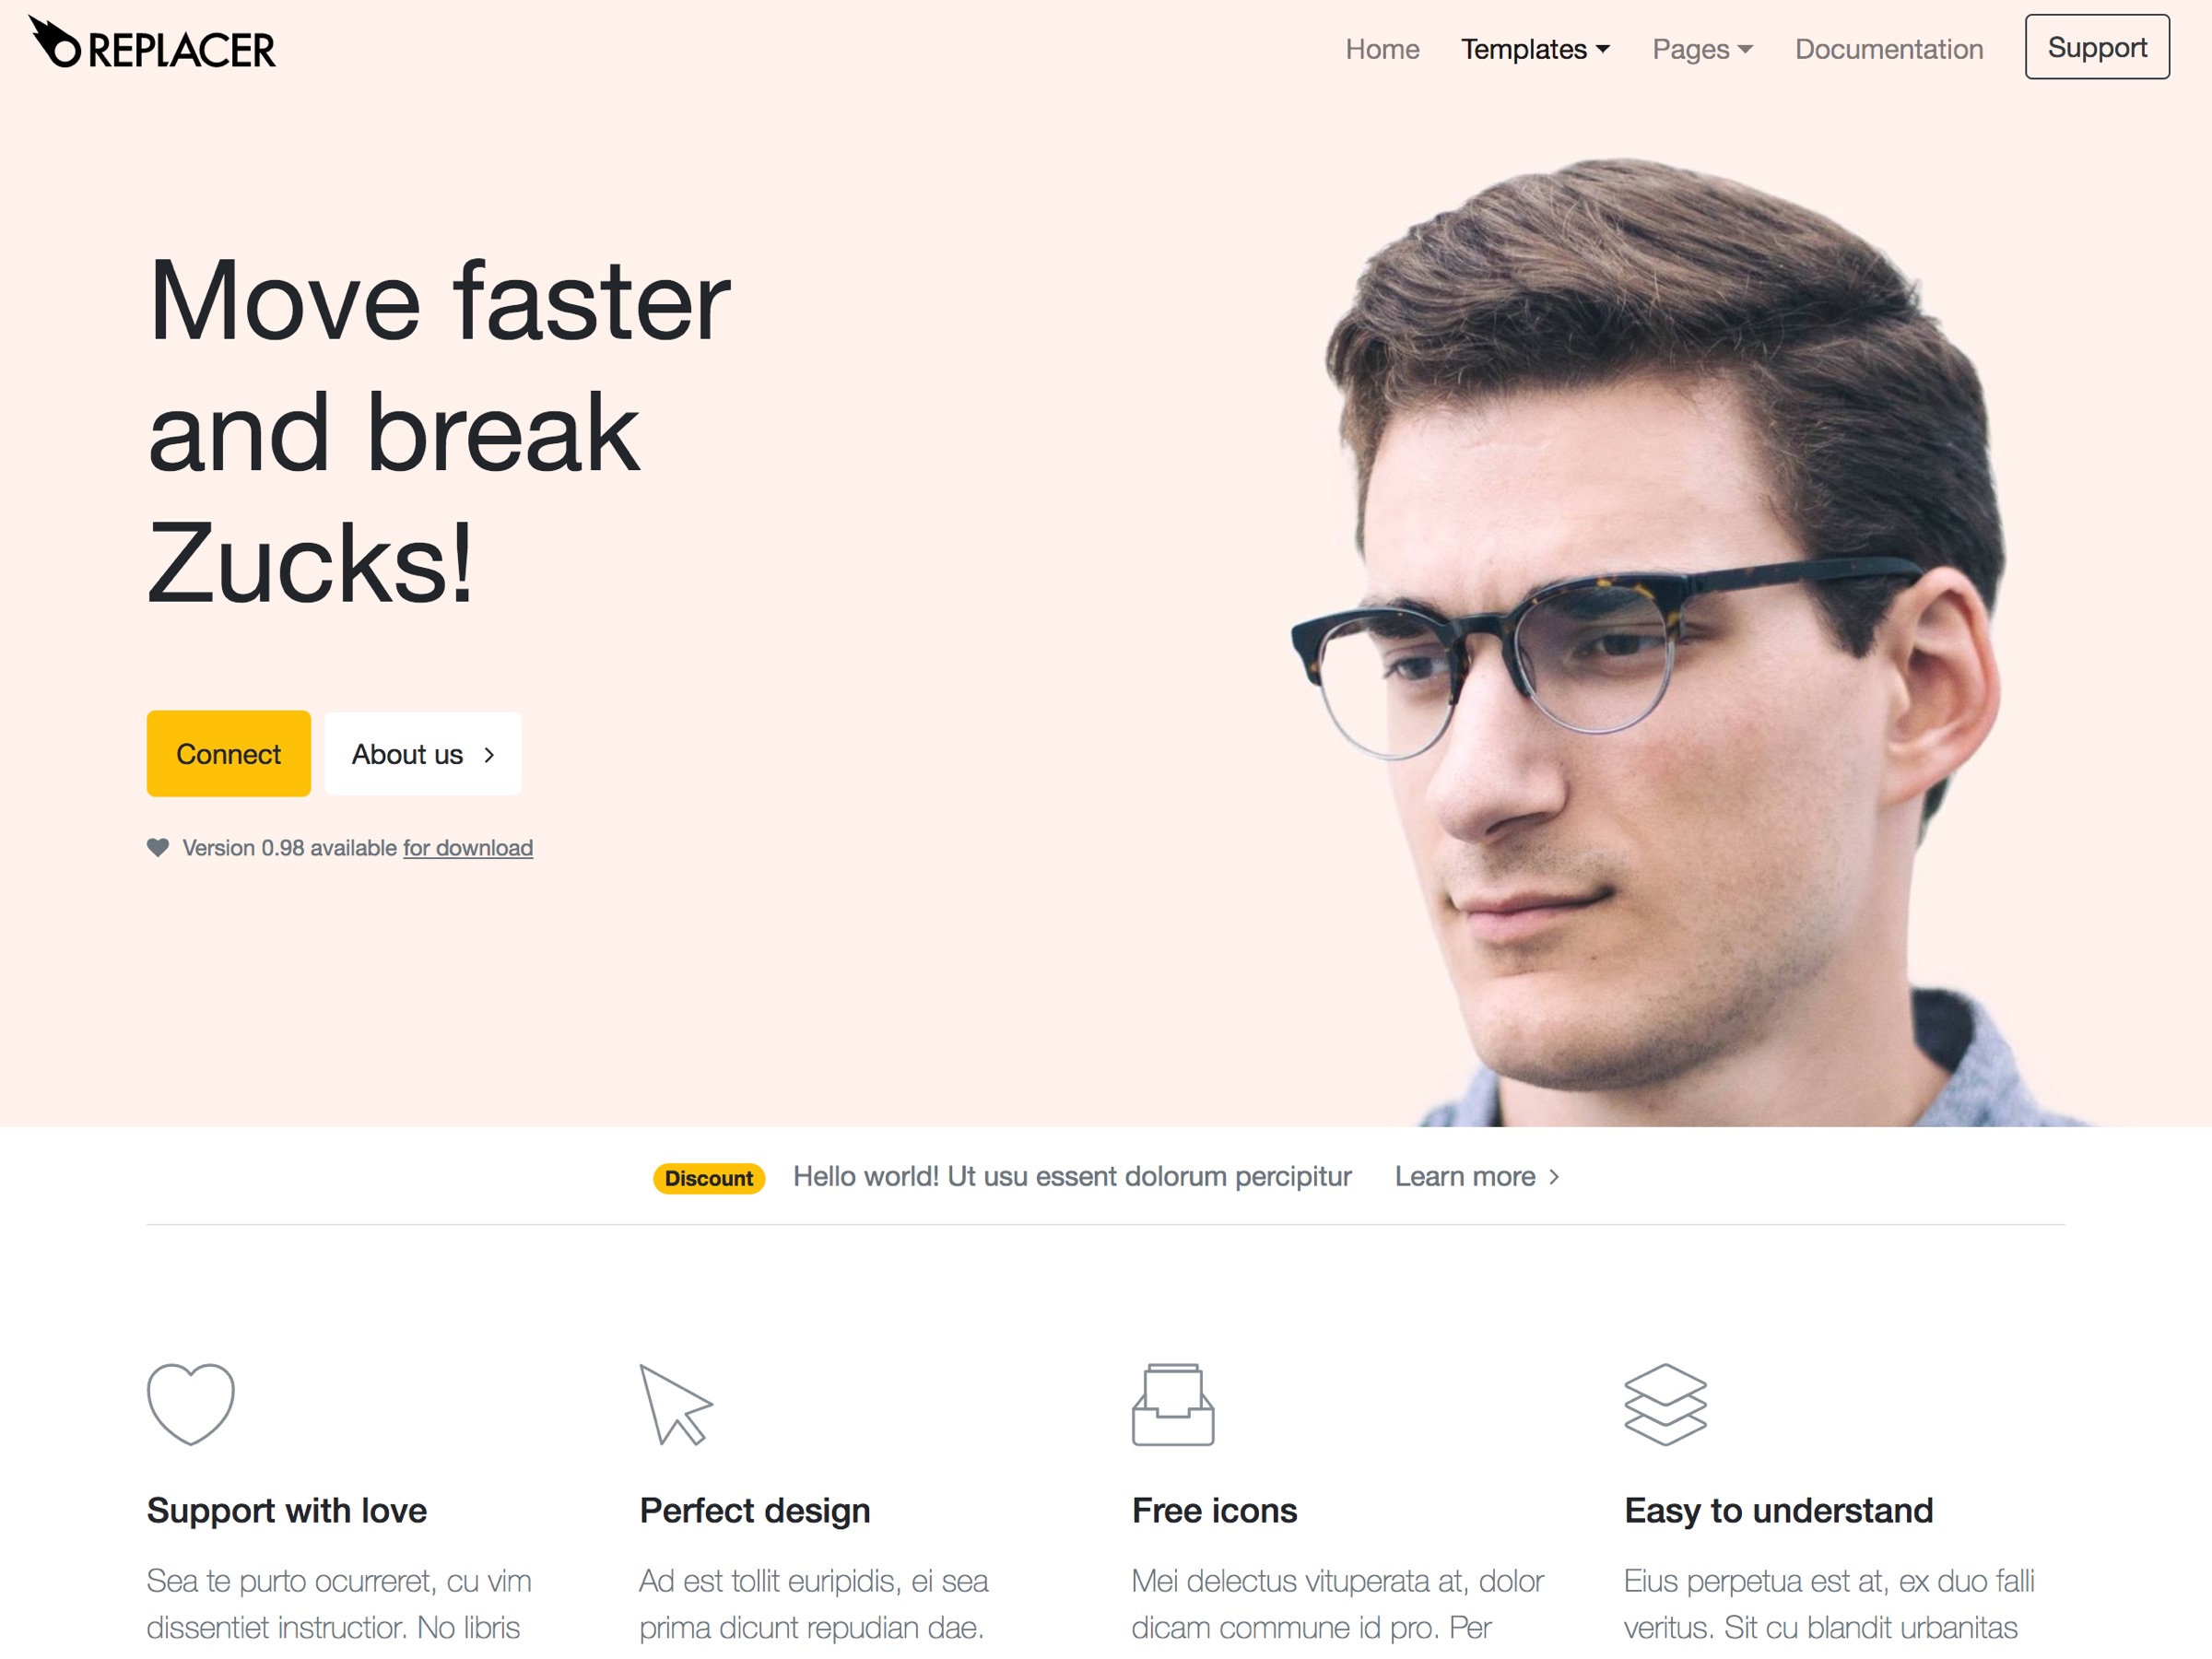 REPLACER
Home Templates Pages Documentation Support
Move faster
and break
Zucks!
Connect About us
Version 0.98 available for download
Discount Hello world! Ut usu essent dolorum percipitur Learn more
Support with love
Sea te purto ocurreret, cu vim
dissentiet instructior. No libris
Perfect design
Ad est tollit euripidis, ei sea
prima dicunt repudian dae.
Free icons
Mei delectus vituperata at, dolor
dicam commune id pro. Per
Easy to understand
Eius perpetua est at, ex duo falli
veritus. Sit cu blandit urbanitas